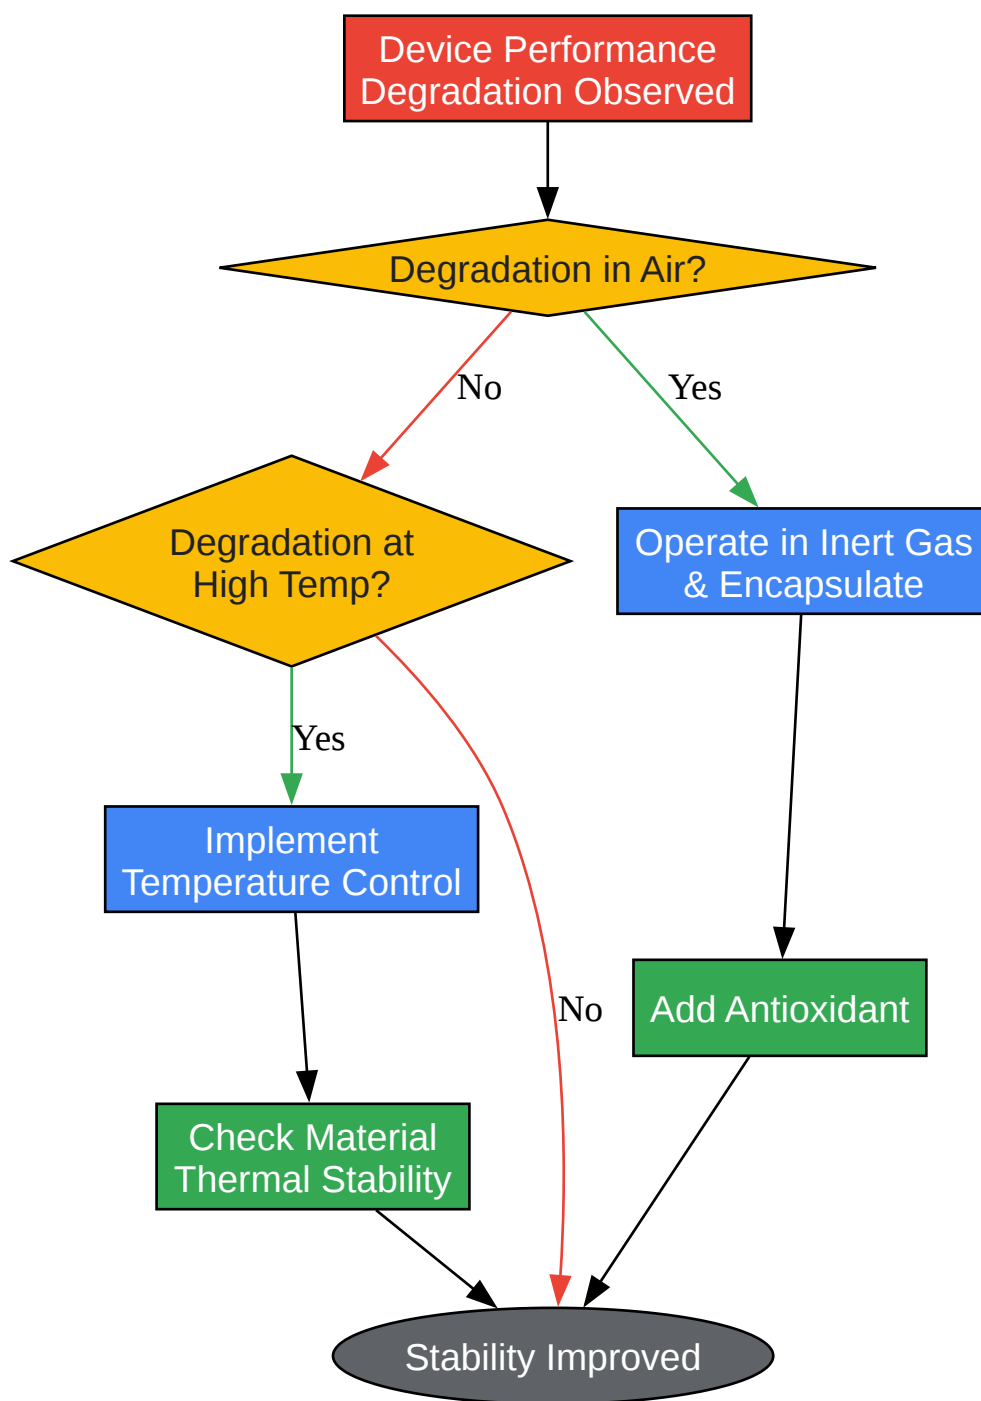 Device Performance
Degradation Observed
Degradation in Air?
No
Yes
Degradation at
High Temp?
Operate in Inert Gas
& Encapsulate
Yes
Implement
Temperature Control
No
Add Antioxidant
Check Material
Thermal Stability
Stability Improved